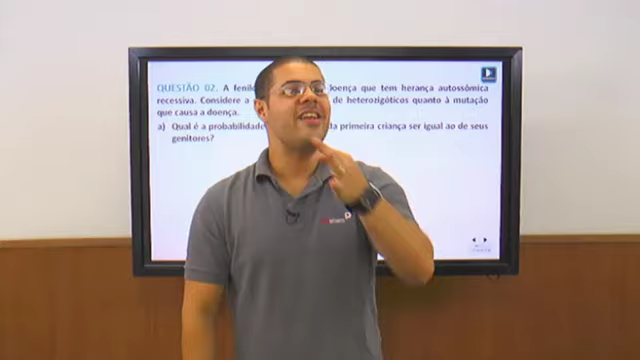 QUESTÃO 02. A fenil doença que tem herança autossômica
recessiva. Considere a de heterozigóticos quanto à mutação
que causa a doença.
a) Qual é a probabilidade da primeira criança ser igual ao de seus
genitores?